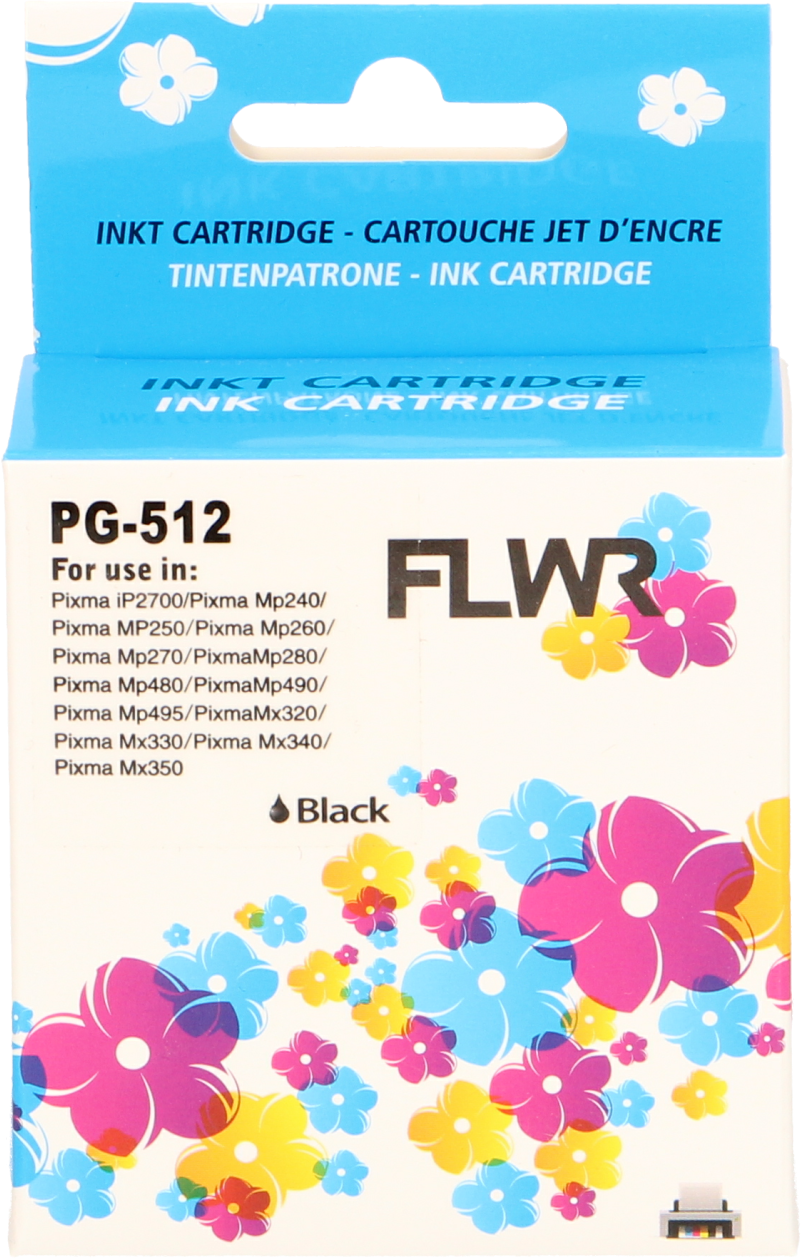 INKT CARTRIDGE - CARTOUCHE JET D'ENCRE
TINTENPATRONE - INK CARTRIDGE
INKT CARTRIDGE
INK CARTRIDGE
PG-512
For use in:
Pixma iP2700/Pixma Mp240/
Pixma MP250/Pixma Mp260/
Pixma Mp270/PixmaMp280/
Pixma Mp480/PixmaMp490/
Pixma Mp495/PixmaMx320/
Pixma Mx330/Pixma Mx340/
Pixma Mx350
FLWR
Black